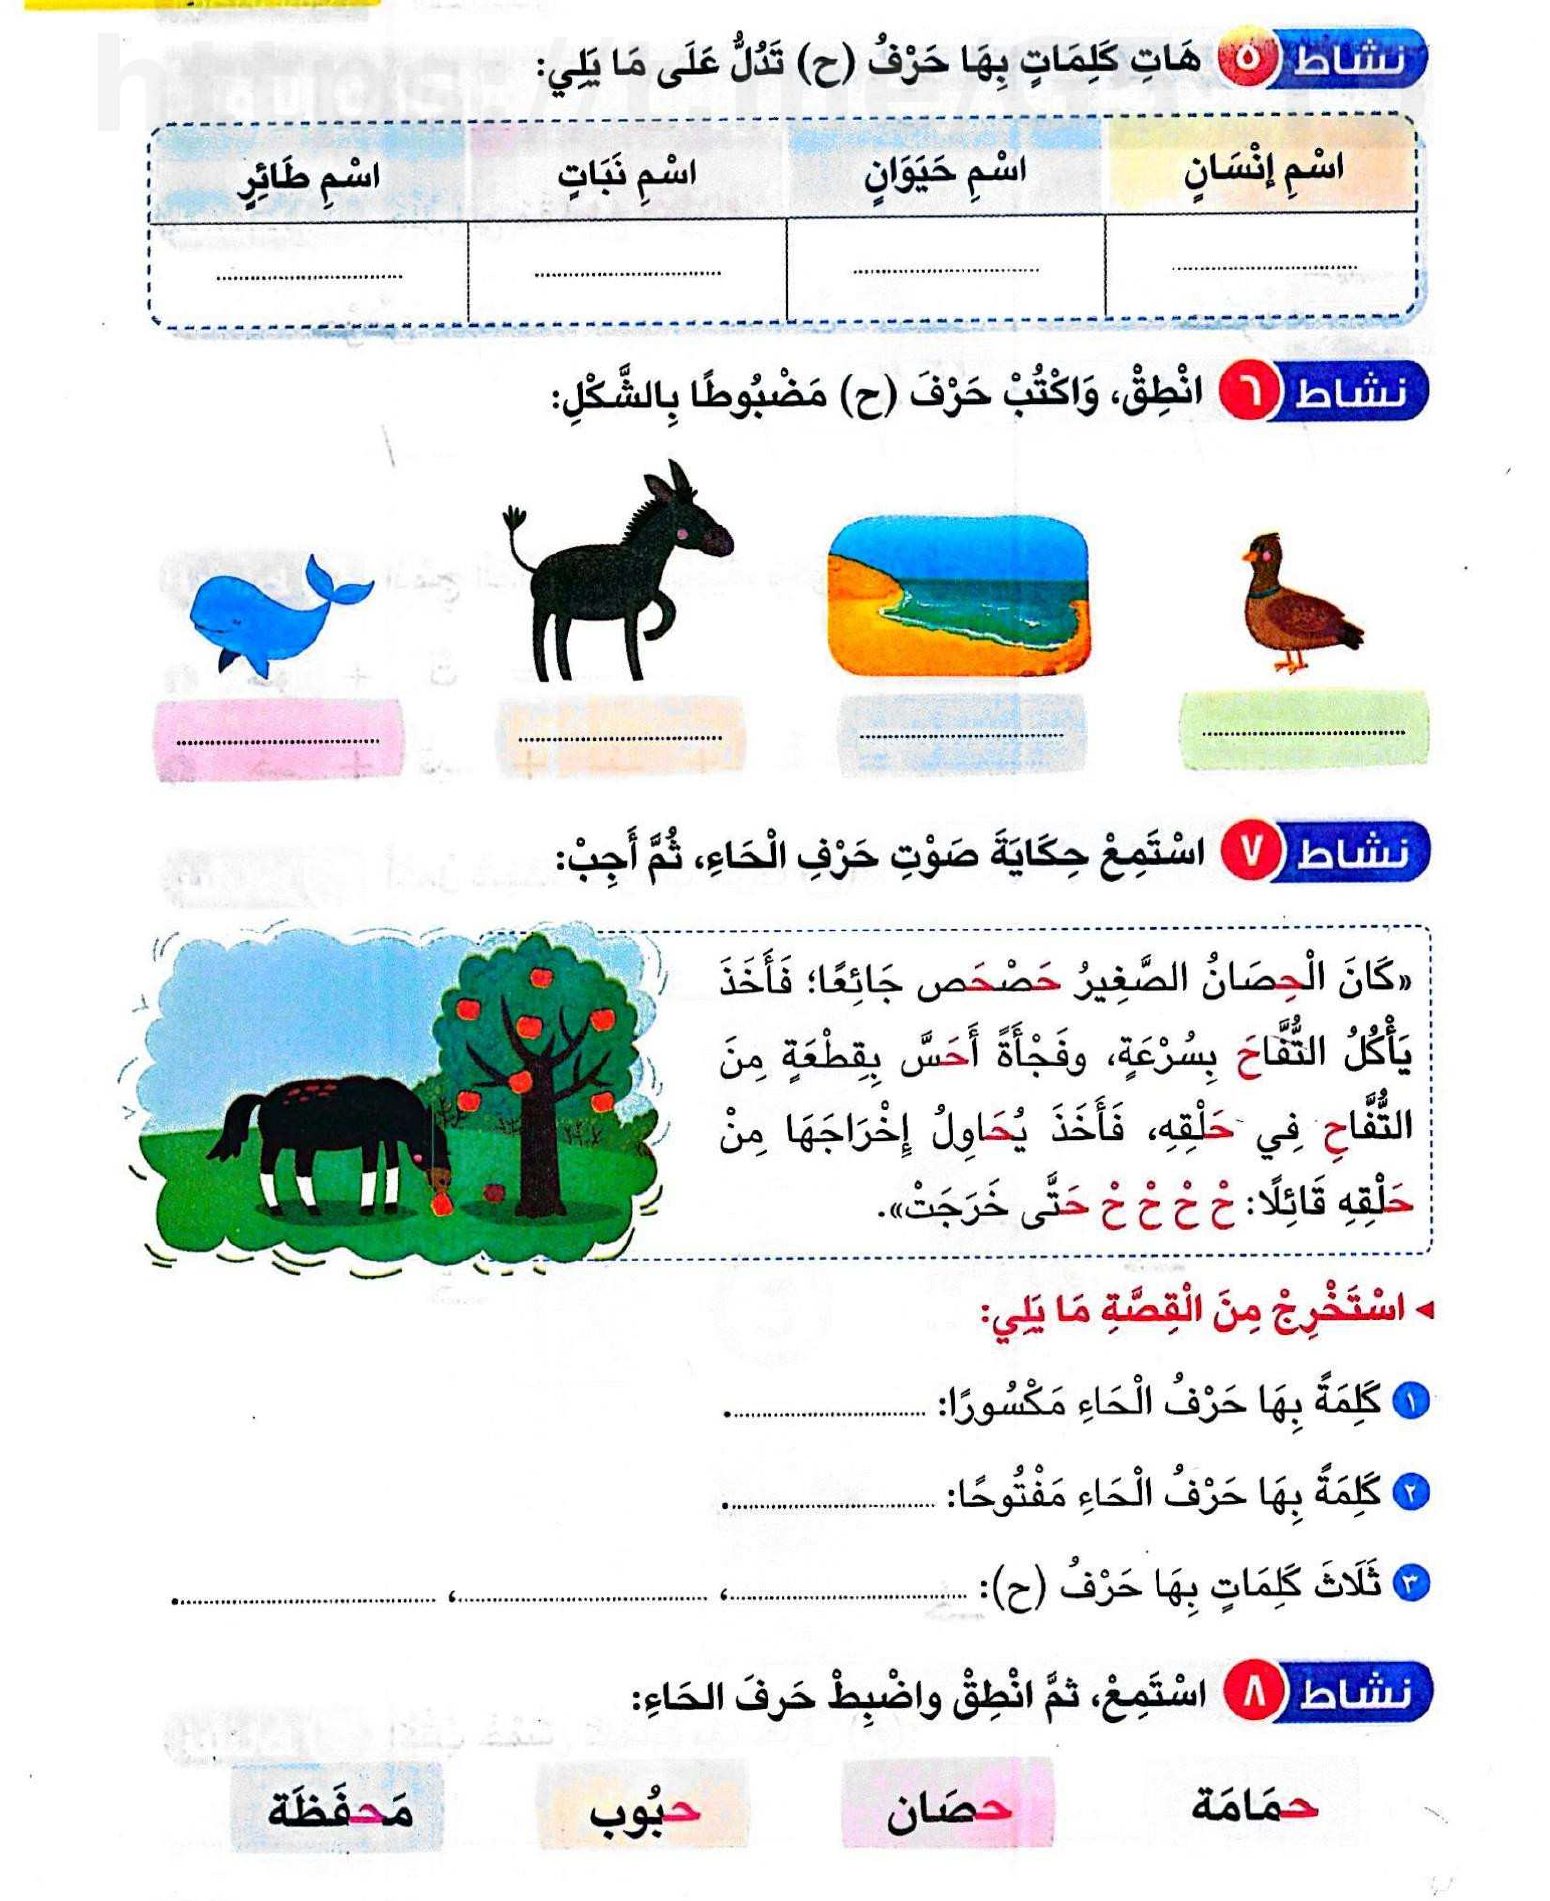 نشاط ٥ هَاتِ كَلِمَاتٍ بِهَا حَرْفُ (ح) تَدُلُّ عَلَى مَا يَلِي:
اسْمِ إنْسَانٍ اسْمِ حَيَوَانٍ اسْمِ نَبَاتٍ اسْمِ طَائِرٍ
نشاط ٦ انْطِقْ، وَاكْتُبْ حَرْفَ (ح) مَضْبُوطًا بِالشَّكْلِ:
نشاط ٧ اسْتَمِعْ حِكَايَةَ صَوْتِ حَرْفِ الْحَاءِ، ثُمَّ أَجِبْ:
«كَانَ الْحِصَانُ الصَّغِيرُ حَصْحَص جَائِعًا؛ فَأَخَذَ
يَأْكُلُ التُّفَّاحَ بِسُرْعَةٍ، وفَجْأَةً أَحَسَّ بِقِطْعَةٍ مِنَ
التُّفَّاحِ فِي حَلْقِهِ، فَأَخَذَ يُحَاوِلُ إِخْرَاجَهَا مِنْ
حَلْقِهِ قَائِلًا: حْ حْ حْ حْ حَتَّى خَرَجَتْ».
◂ اسْتَخْرِجْ مِنَ الْقِصَّةِ مَا يَلِي:
١ كَلِمَةً بِهَا حَرْفُ الْحَاءِ مَكْسُورًا: ..............................
٢ كَلِمَةً بِهَا حَرْفُ الْحَاءِ مَفْتُوحًا: ..............................
٣ ثَلَاثَ كَلِمَاتٍ بِهَا حَرْفُ (ح): ..............................، ..............................، ..............................
نشاط ٨ اسْتَمِعْ، ثمَّ انْطِقْ واضْبِطْ حَرفَ الحَاءِ:
حمَامَة حصَان حبُوب مَحفَظَة